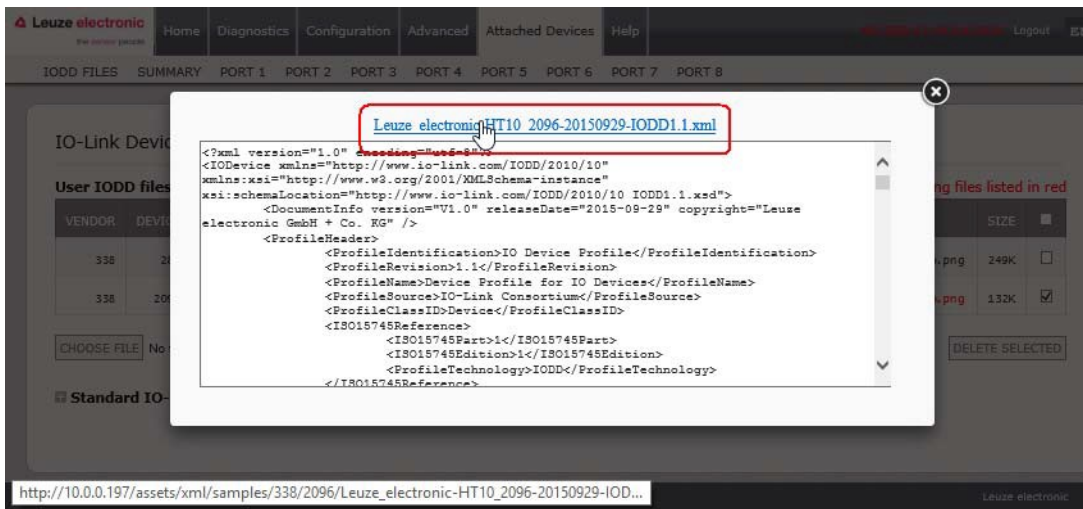 Leuze electronic
the sensor people
Home Diagnostics Configuration Advanced Attached Devices Help
Logout
IODD FILES SUMMARY PORT 1 PORT 2 PORT 3 PORT 4 PORT 5 PORT 6 PORT 7 PORT 8
Leuze_electronic-HT10_2096-20150929-IODD1.1.xml
IO-Link Devic
<?xml version="1.0" encoding="utf-8"?>
<IODevice xmlns="http://www.io-link.com/IODD/2010/10"
xmlns:xsi="http://www.w3.org/2001/XMLSchema-instance"
xsi:schemaLocation="http://www.io-link.com/IODD/2010/10 IODD1.1.xsd">
<DocumentInfo version="V1.0" releaseDate="2015-09-29" copyright="Leuze
electronic GmbH + Co. KG" />
<ProfileHeader>
<ProfileIdentification>IO Device Profile</ProfileIdentification>
<ProfileRevision>1.1</ProfileRevision>
<ProfileName>Device Profile for IO Devices</ProfileName>
<ProfileSource>IO-Link Consortium</ProfileSource>
<ProfileClassID>Device</ProfileClassID>
<ISO15745Reference>
<ISO15745Part>1</ISO15745Part>
<ISO15745Edition>1</ISO15745Edition>
<ProfileTechnology>IODD</ProfileTechnology>
</ISO15745Reference>
User IODD files
ng files listed in red
VENDOR DEVIC SIZE
338 .png 249K
338 209 .png 132K
CHOOSE FILE No DELETE SELECTED
Standard IO-
http://10.0.0.197/assets/xml/samples/338/2096/Leuze_electronic-HT10_2096-20150929-IOD...
Leuze electronic